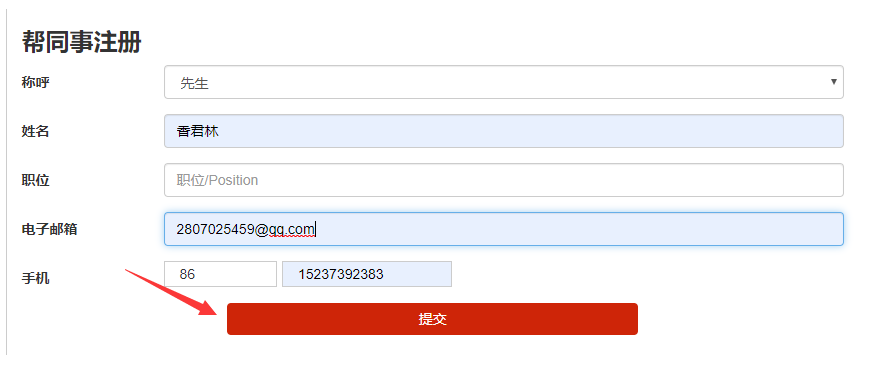 帮同事注册
称呼 先生
姓名 香君林
职位 职位/Position
电子邮箱 2807025459@qq.com
手机 86 15237392383
提交